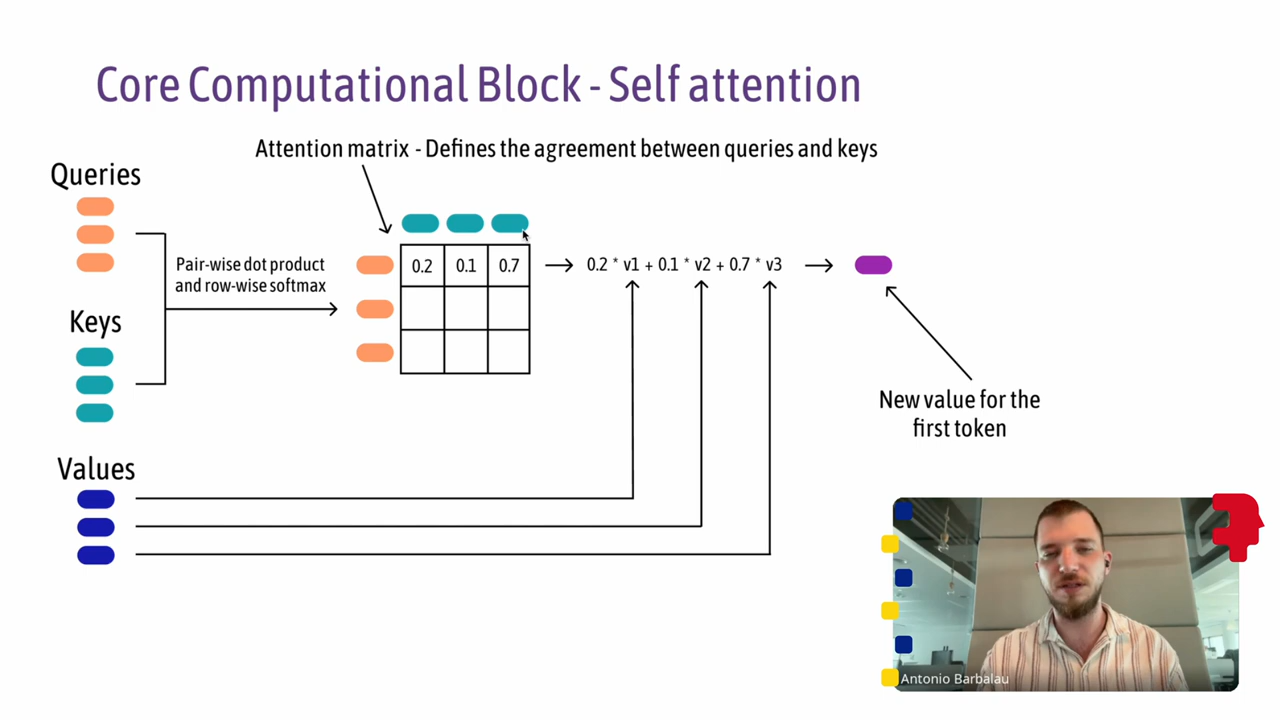 Core Computational Block - Self attention
Attention matrix - Defines the agreement between queries and keys
Queries
Pair-wise dot product
and row-wise softmax
0.2 0.1 0.7
0.2 * v1 + 0.1 * v2 + 0.7 * v3
Keys
New value for the
first token
Values
Antonio Barbalau